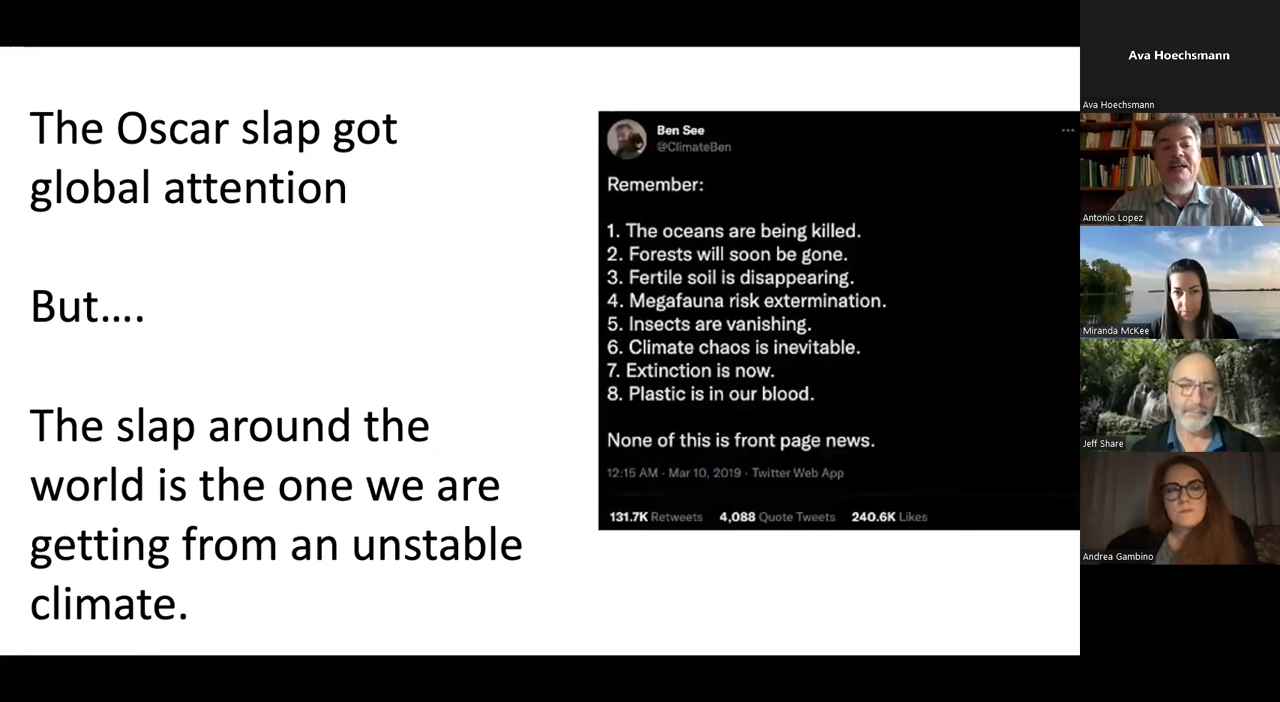 The Oscar slap got
global attention
But....
The slap around the
world is the one we are
getting from an unstable
climate.
Ben See
@ClimateBen
Remember:
1. The oceans are being killed.
2. Forests will soon be gone.
3. Fertile soil is disappearing.
4. Megafauna risk extermination.
5. Insects are vanishing.
6. Climate chaos is inevitable.
7. Extinction is now.
8. Plastic is in our blood.
None of this is front page news.
12:15 AM · Mar 10, 2019 · Twitter Web App
131.7K Retweets 4,088 Quote Tweets 240.6K Likes
Ava Hoechsmann
Ava Hoechsmann
Antonio Lopez
Miranda McKee
Jeff Share
Andrea Gambino